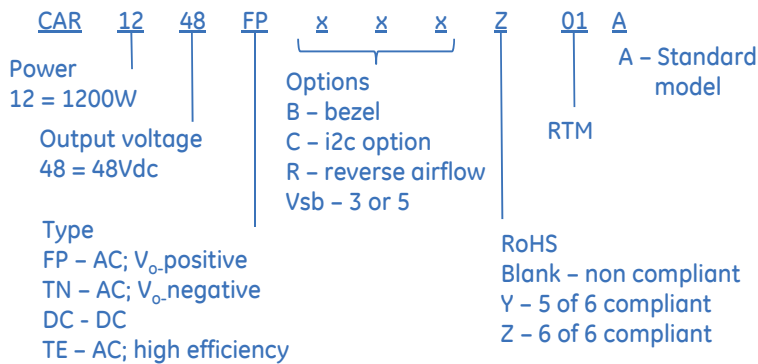 CAR 12 48 FP x x x Z 01 A
Power
12 = 1200W
Output voltage
48 = 48Vdc
Type
FP – AC; Vo-positive
TN – AC; Vo-negative
DC - DC
TE – AC; high efficiency
Options
B – bezel
C – i2c option
R – reverse airflow
Vsb – 3 or 5
RoHS
Blank – non compliant
Y – 5 of 6 compliant
Z – 6 of 6 compliant
RTM
A – Standard
model